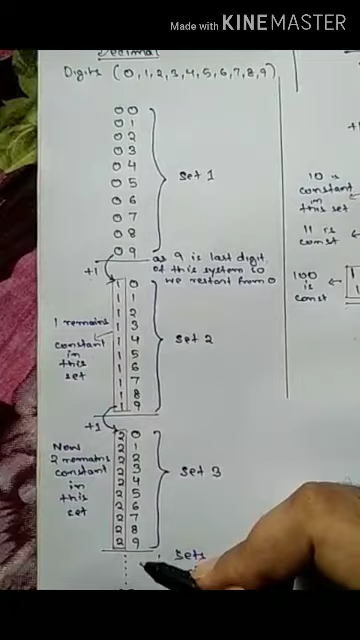 Made with KINEMASTER
Decimal
Digits (0,1,2,3,4,5,6,7,8,9)
00
01
02
03
04
05
06
07
08
09
Set 1
+1
as 9 is last digit
of this system so
we restart from 0
10
11
12
13
14
15
16
17
18
19
1 remains
constant
in this
set
Set 2
+1
20
21
22
23
24
25
26
27
28
29
Now
2 remains
constant
in this
set
Set 3
Sets
+1
10 is
constant
in
this set
11 is
const
100
is
const